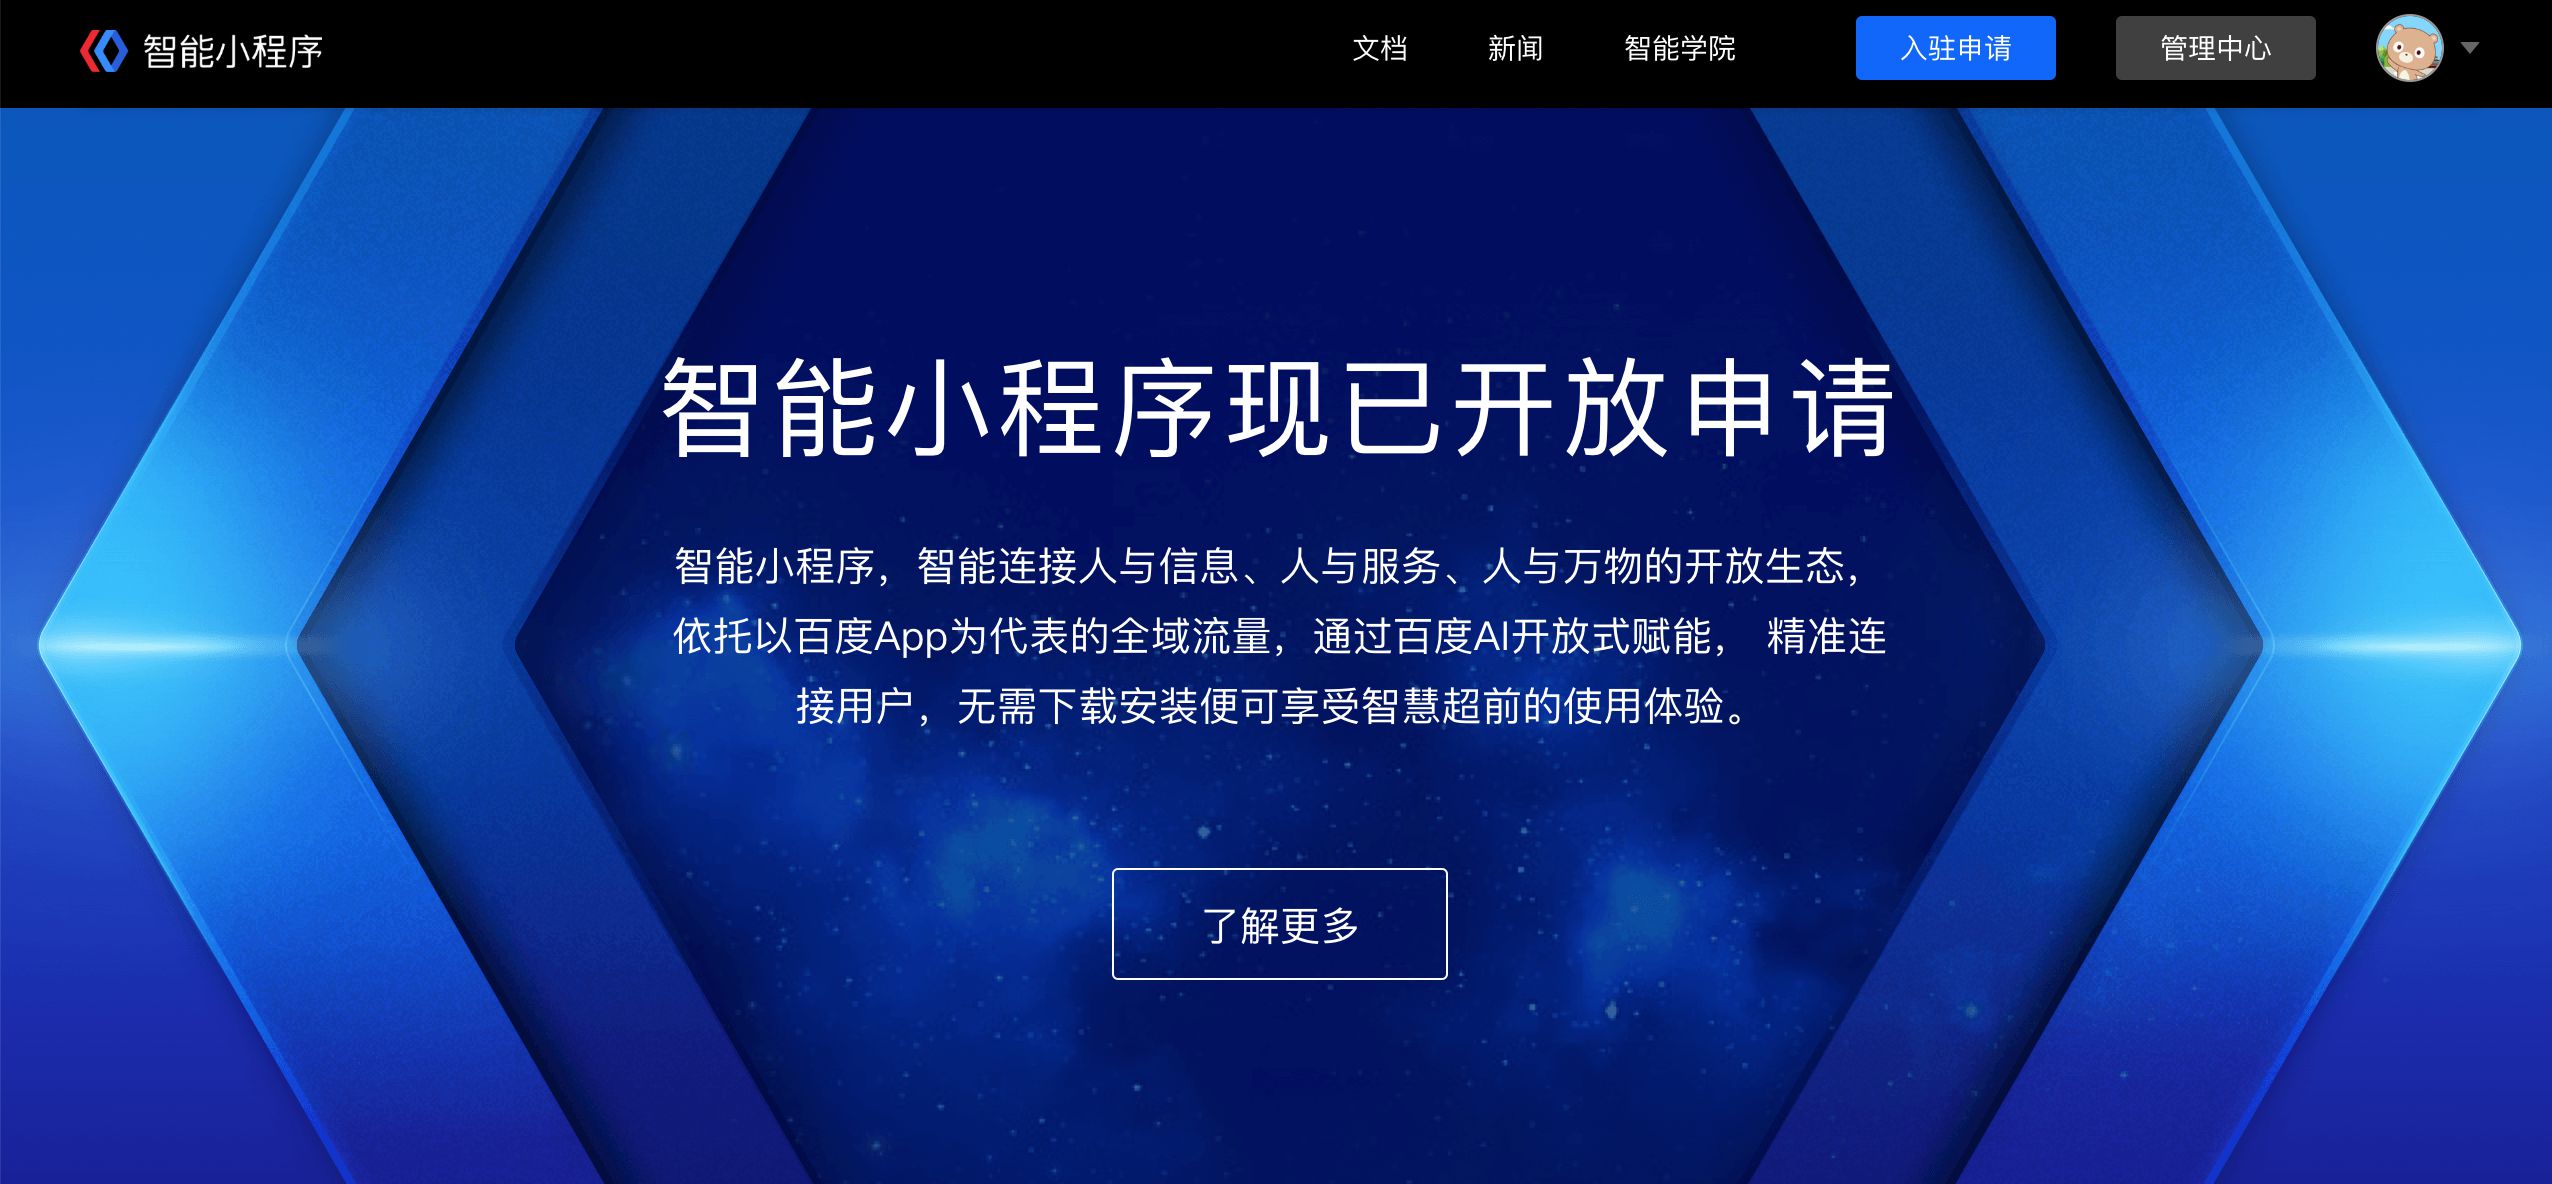 智能小程序
文档
新闻
智能学院
入驻申请
管理中心
智能小程序现已开放申请
智能小程序，智能连接人与信息、人与服务、人与万物的开放生态，
依托以百度App为代表的全域流量，通过百度AI开放式赋能， 精准连
接用户，无需下载安装便可享受智慧超前的使用体验。
了解更多